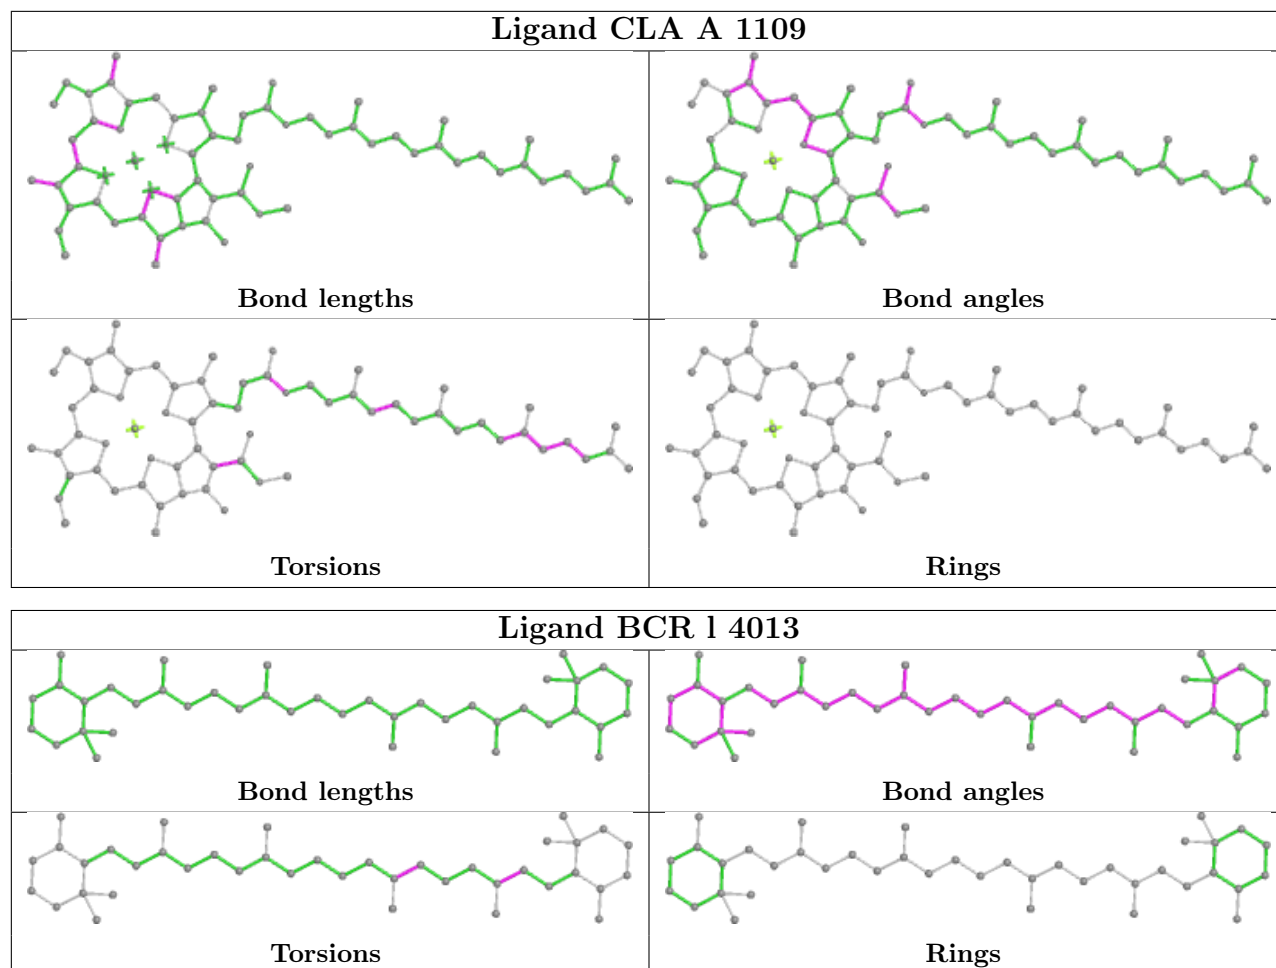 Ligand CLA A 1109
Bond lengths
Bond angles
Torsions
Rings
Ligand BCR l 4013
Bond lengths
Bond angles
Torsions
Rings